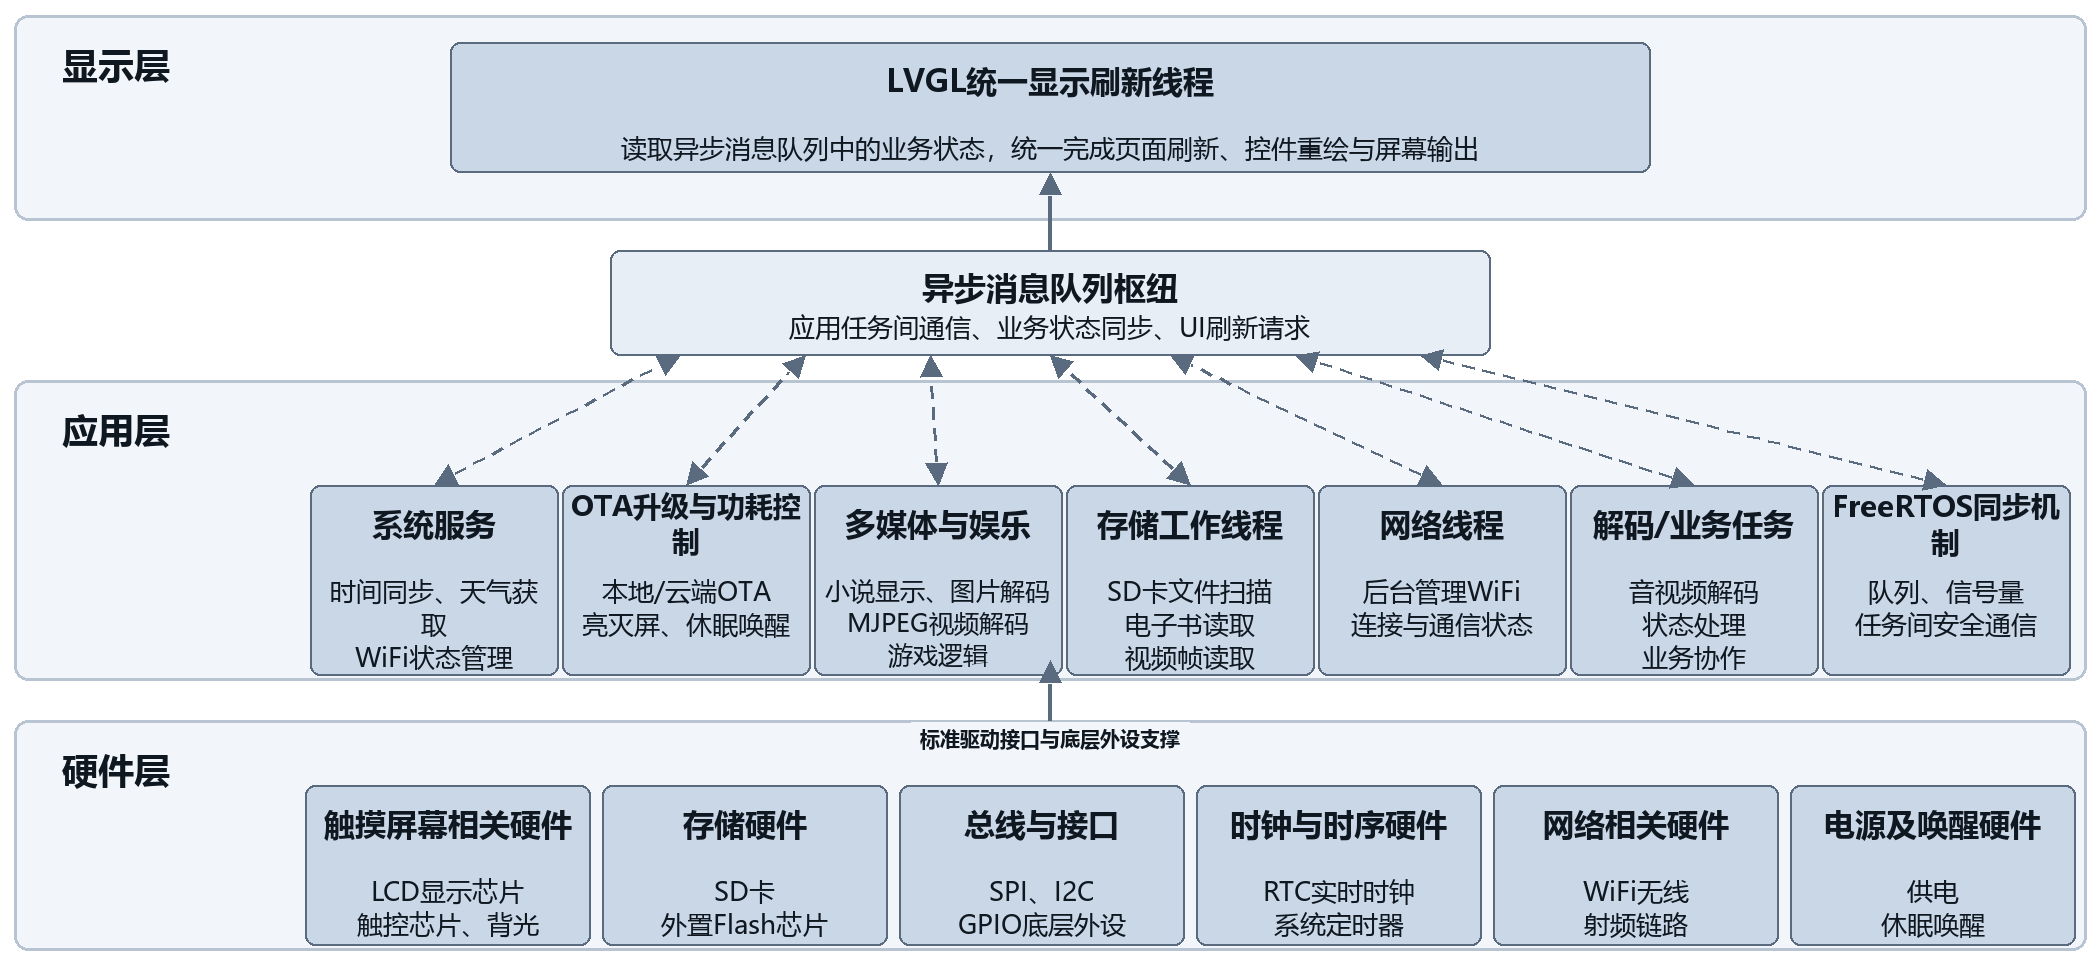 显示层
LVGL统一显示刷新线程
读取异步消息队列中的业务状态，统一完成页面刷新、控件重绘与屏幕输出
异步消息队列枢纽
应用任务间通信、业务状态同步、UI刷新请求
应用层
系统服务
时间同步、天气获
取
WiFi状态管理
OTA升级与功耗控
制
本地/云端OTA
亮灭屏、休眠唤醒
多媒体与娱乐
小说显示、图片解码
MJPEG视频解码
游戏逻辑
存储工作线程
SD卡文件扫描
电子书读取
视频帧读取
网络线程
后台管理WiFi
连接与通信状态
解码/业务任务
音视频解码
状态处理
业务协作
FreeRTOS同步机
制
队列、信号量
任务间安全通信
标准驱动接口与底层外设支撑
硬件层
触摸屏幕相关硬件
LCD显示芯片
触控芯片、背光
存储硬件
SD卡
外置Flash芯片
总线与接口
SPI、I2C
GPIO底层外设
时钟与时序硬件
RTC实时时钟
系统定时器
网络相关硬件
WiFi无线
射频链路
电源及唤醒硬件
供电
休眠唤醒